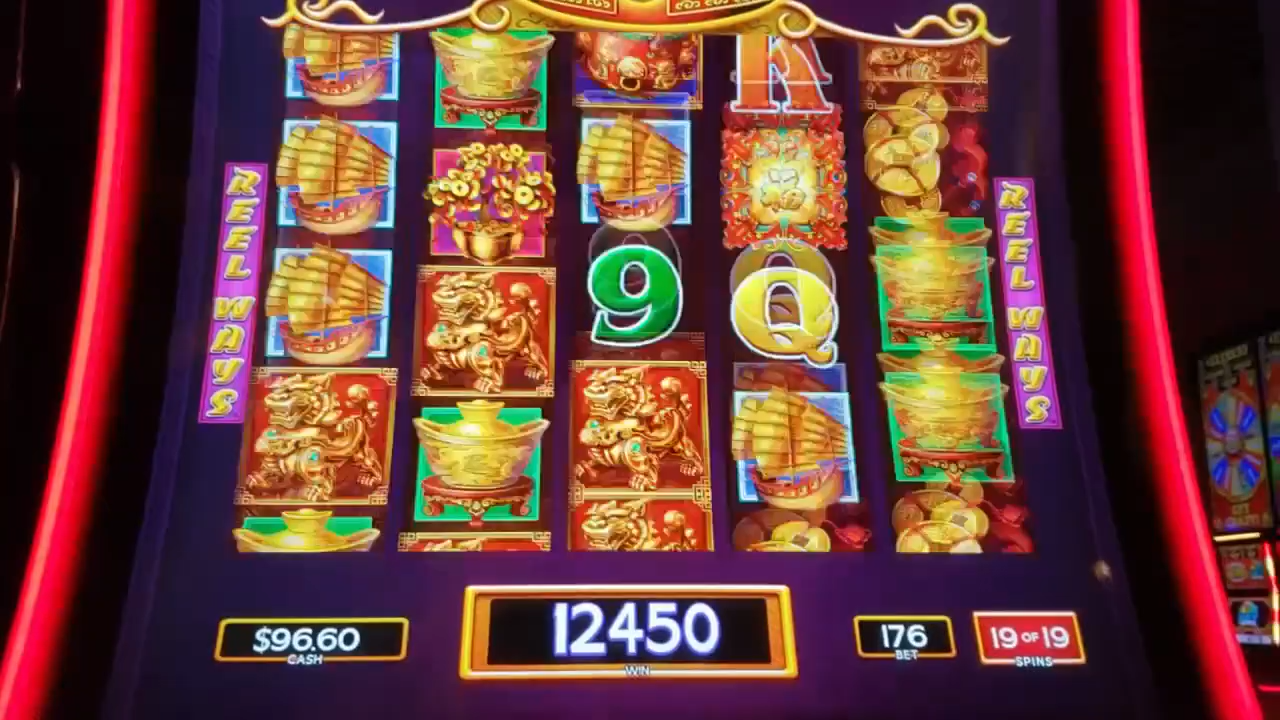 K
REEL WAYS
REEL WAYS
9
Q
$96.60
CASH
12450
WIN
176
BET
19 OF 19
SPINS